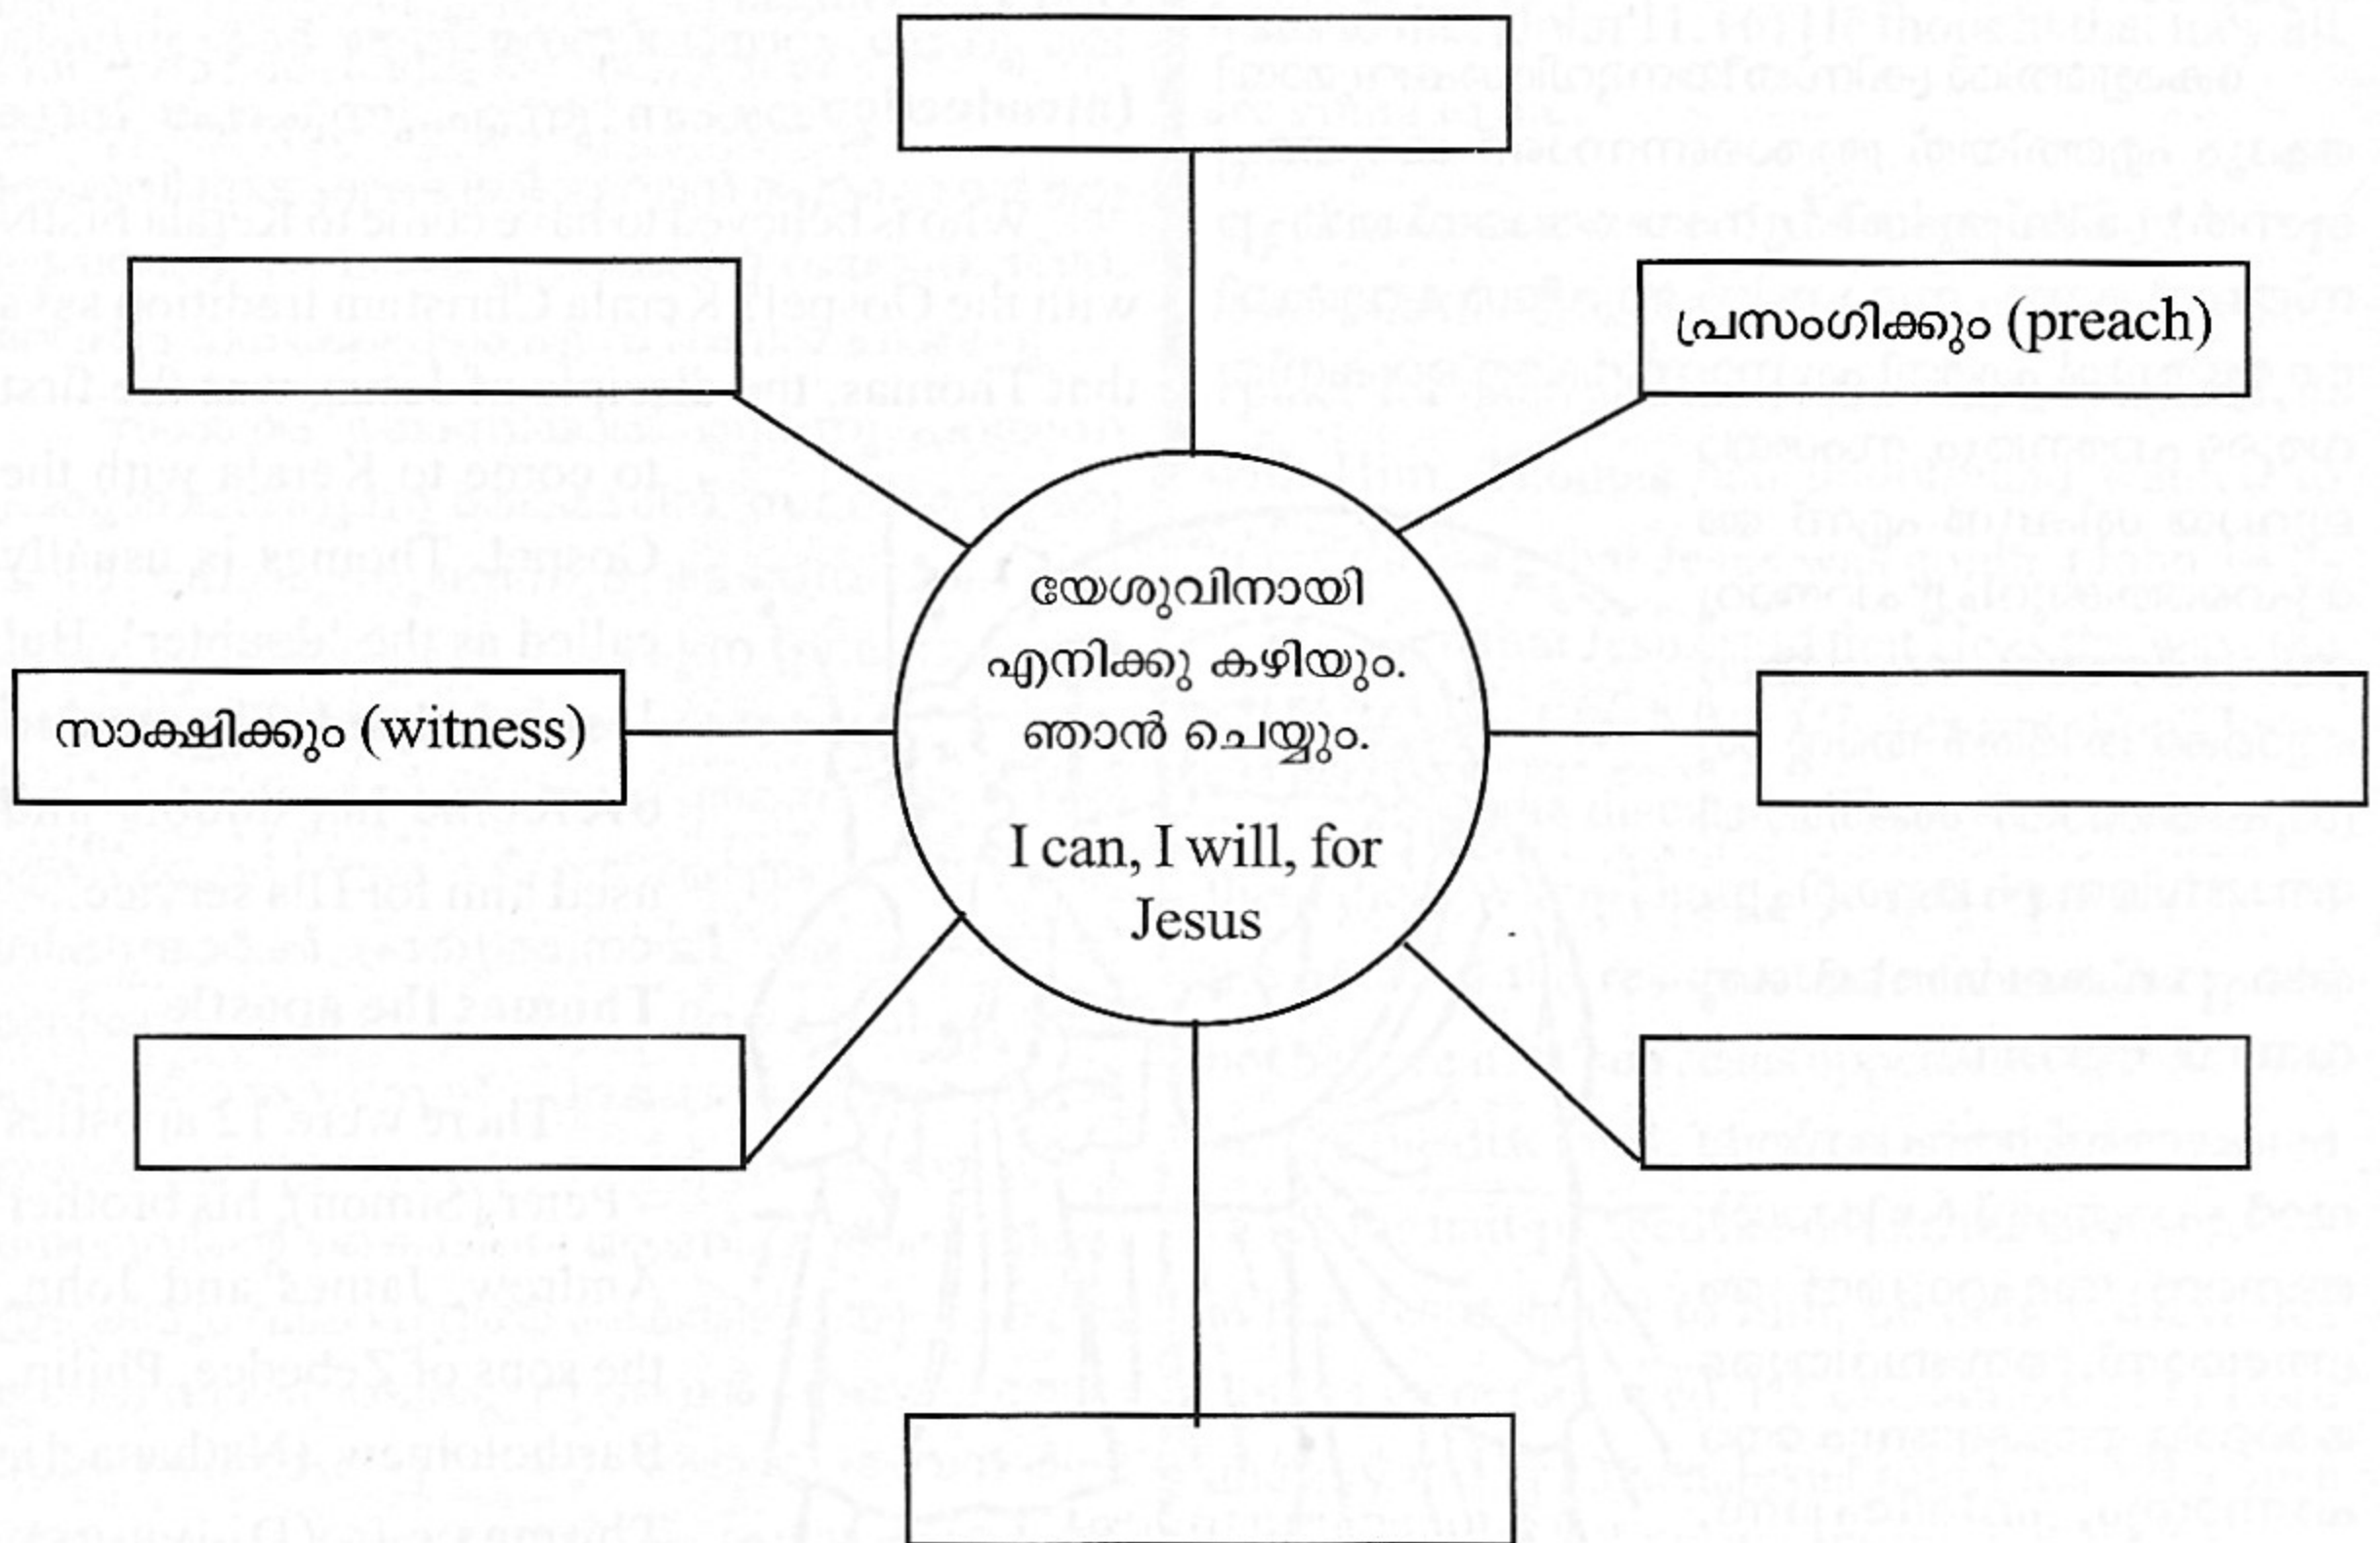 പ്രസംഗിക്കും (preach)
യേശുവിനായി
എനിക്കു കഴിയും.
ഞാൻ ചെയ്യും.
സാക്ഷിക്കും (witness)
I can, I will, for
Jesus